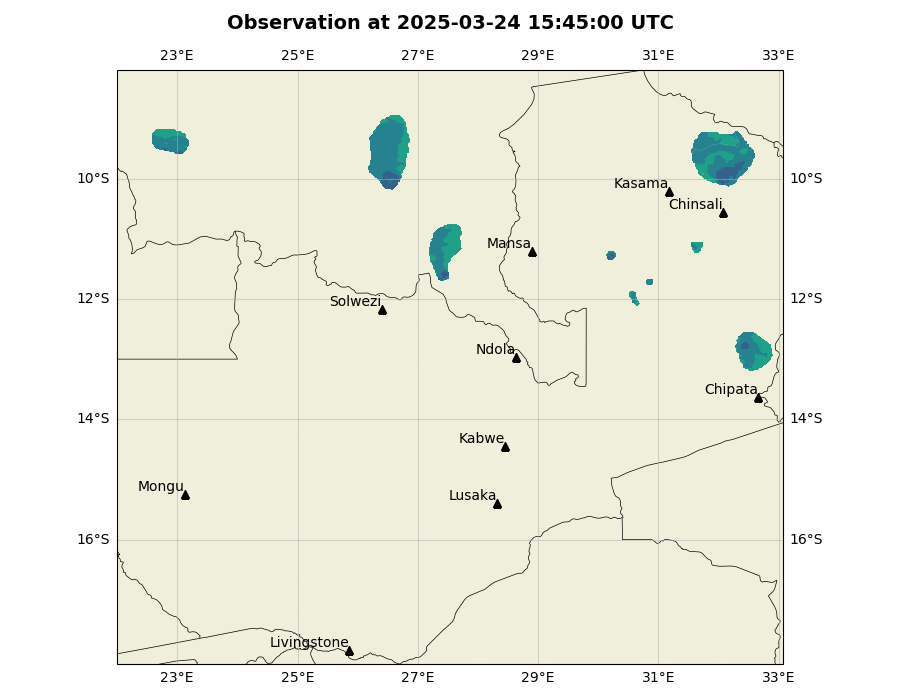 Observation at 2025-03-24 15:45:00 UTC
23°E 25°E 27°E 29°E 31°E 33°E
10°S 10°S
Kasama
Chinsali
Mansa
12°S 12°S
Solwezi
Ndola
Chipata
14°S 14°S
Kabwe
Mongu
Lusaka
16°S 16°S
Livingstone
23°E 25°E 27°E 29°E 31°E 33°E